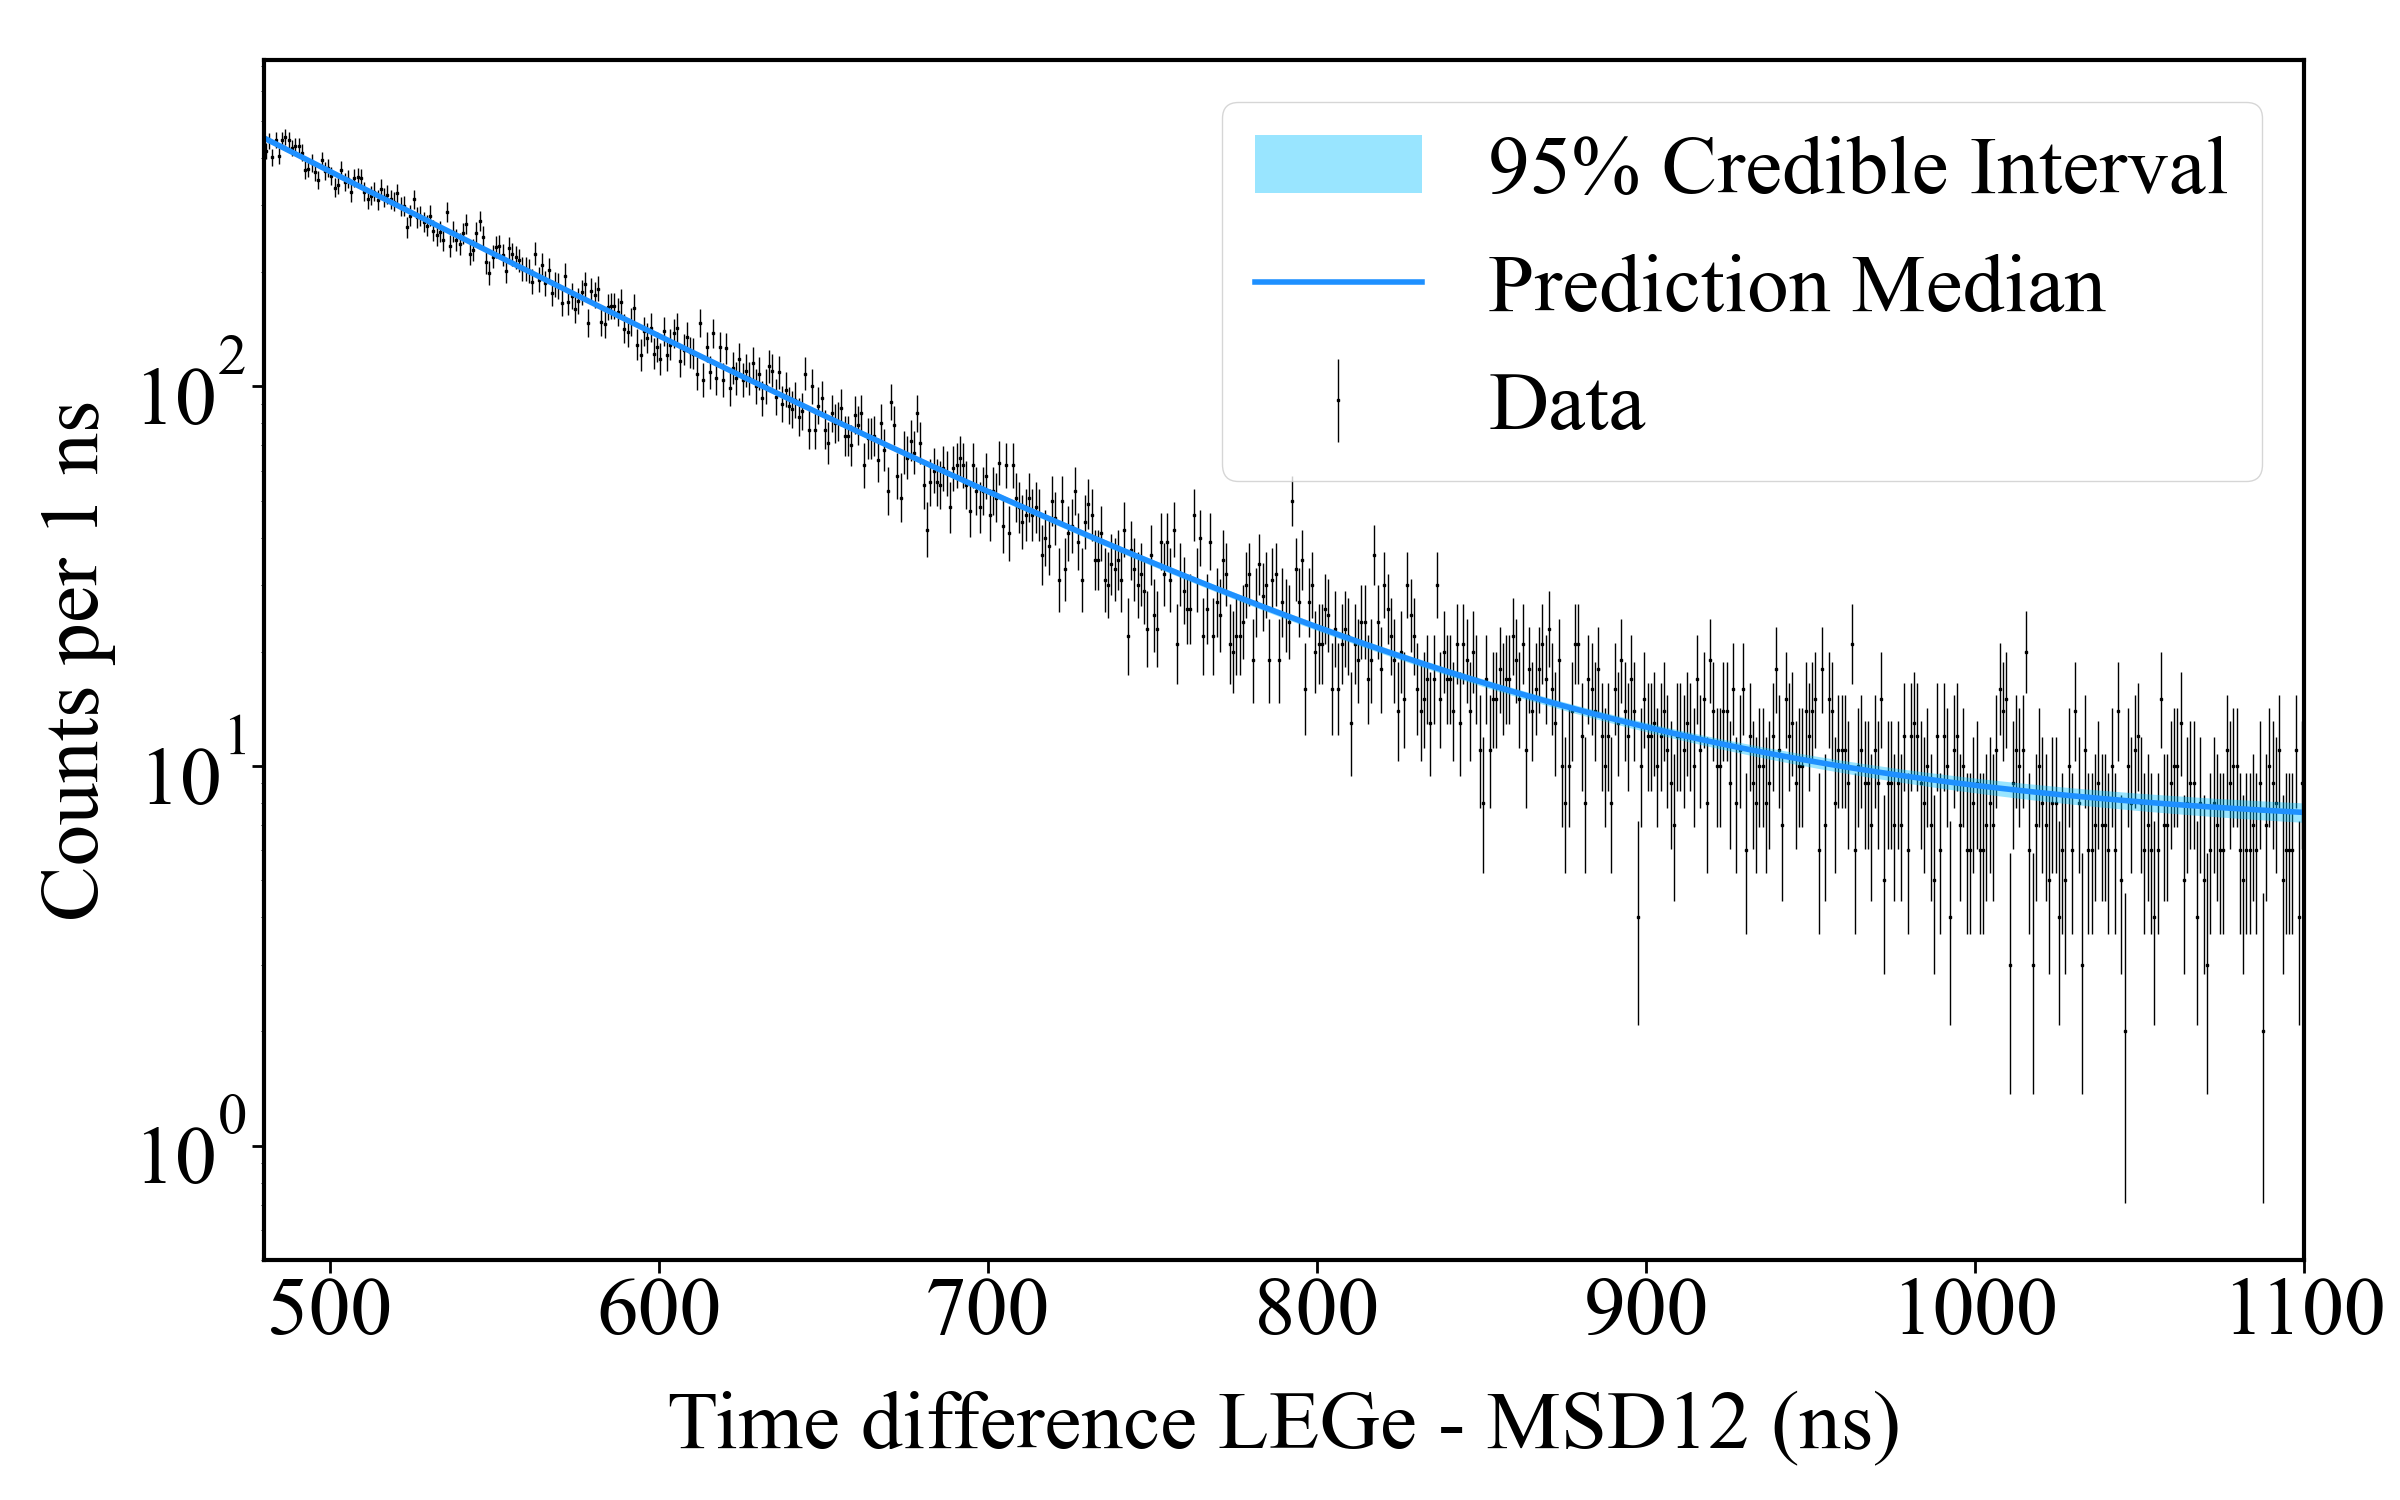 95% Credible Interval
Prediction Median
Data
Counts per 1 ns
10^2
10^1
10^0
500 600 700 800 900 1000 1100
Time difference LEGe - MSD12 (ns)